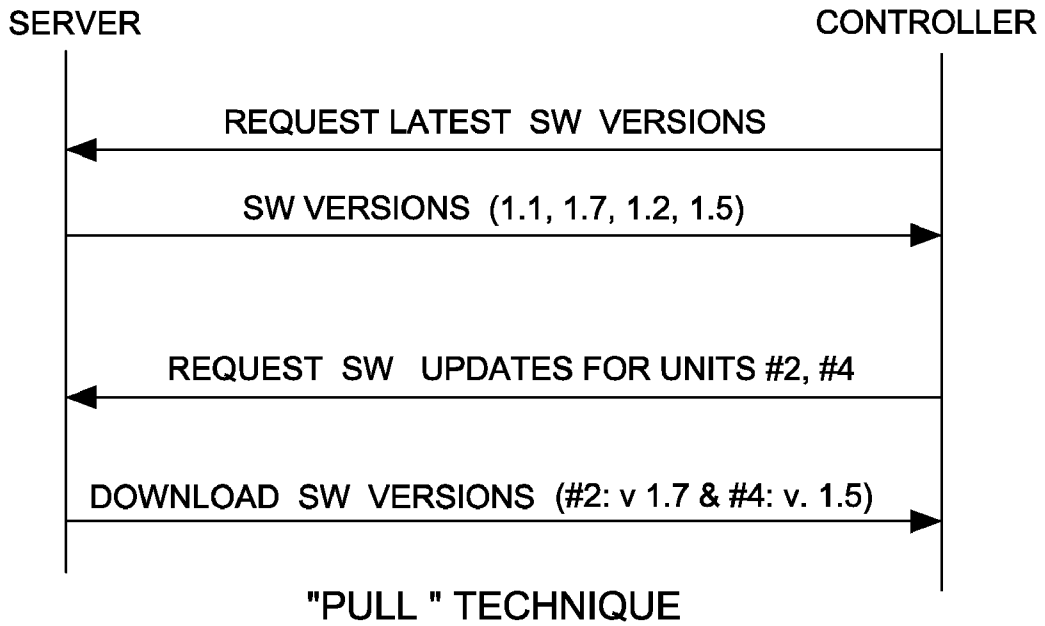 SERVER CONTROLLER
REQUEST LATEST SW VERSIONS
SW VERSIONS (1.1, 1.7, 1.2, 1.5)
REQUEST SW UPDATES FOR UNITS #2, #4
DOWNLOAD SW VERSIONS (#2: v 1.7 & #4: v. 1.5)
"PULL " TECHNIQUE